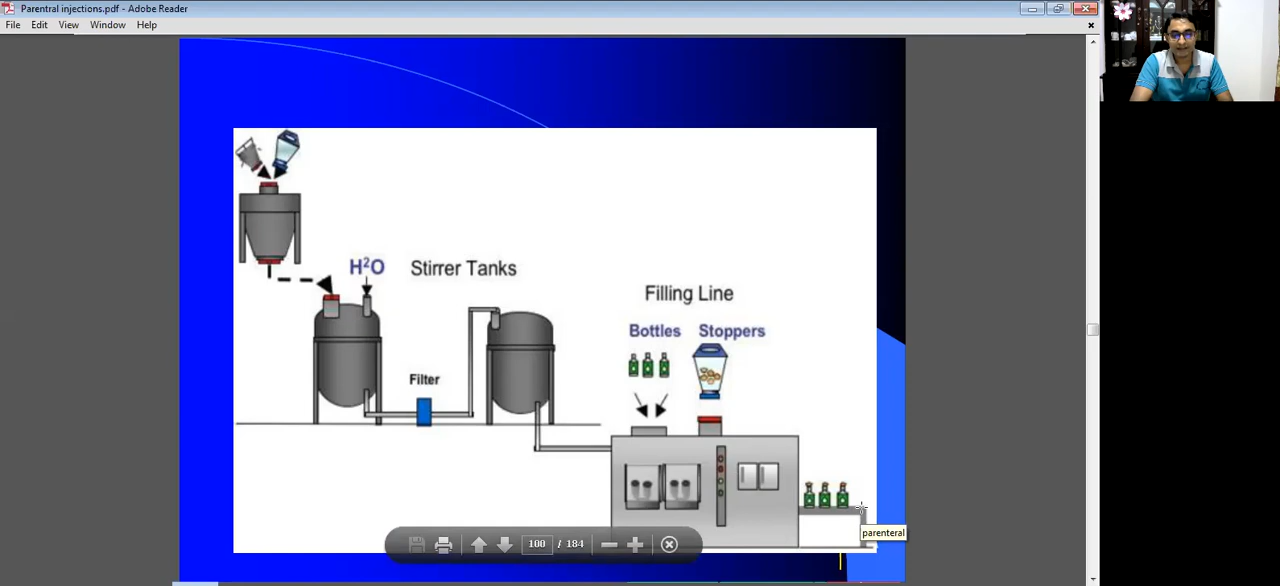 Parentral injections.pdf - Adobe Reader
File Edit View Window Help
H²O
Stirrer Tanks
Filling Line
Bottles Stoppers
Filter
parenteral
100 / 184